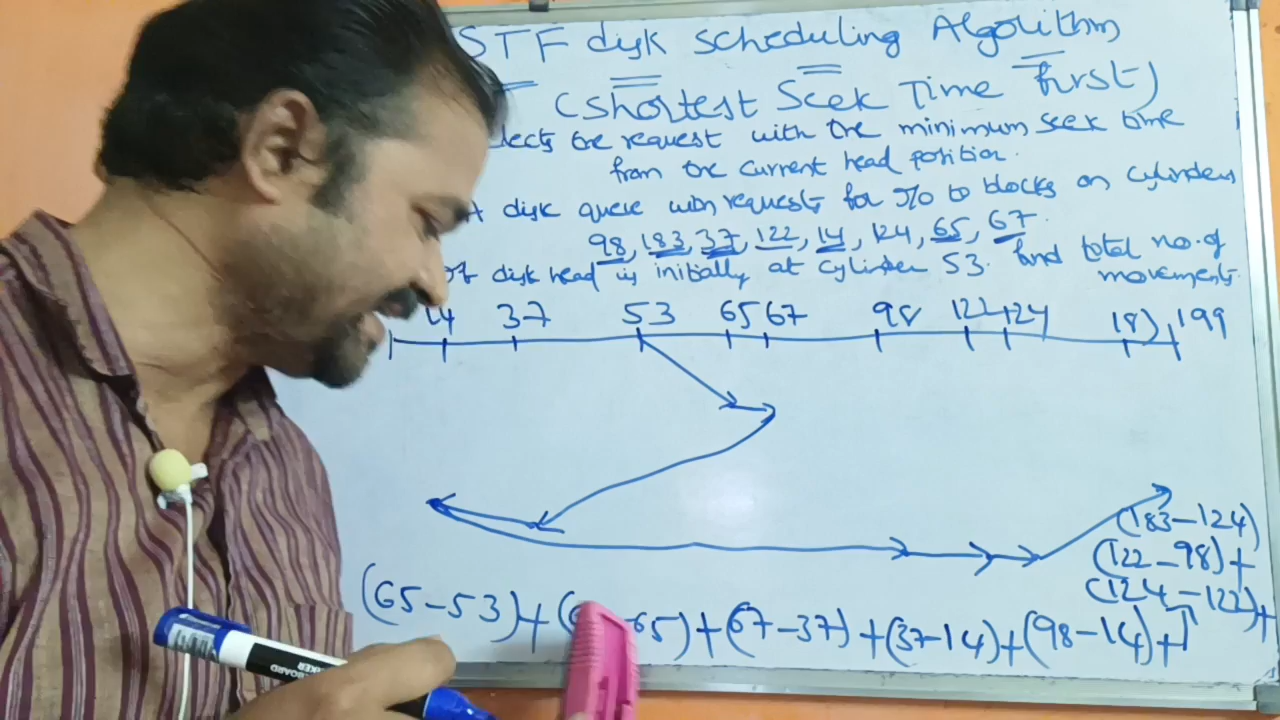 STF disk scheduling Algorithm
(Shortest Seek Time First)
lects the request with the minimum seek time
from the current head position.
A disk queue with requests for I/O to blocks on cylinders
98, 183, 37, 122, 14, 124, 65, 67.
disk head is initially at cylinder 53. find total no. of
movements.
14 37 53 65 67 98 122 124 183 199
(183-124)
(122-98)+
(124-122)+
(65-53)+( -65)+(67-37)+(37-14)+(98-14)+
BOARD
MARKER